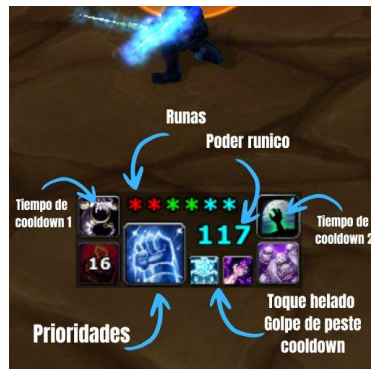 Runas
Poder runico
Tiempo de
cooldown 1
117
Tiempo de
cooldown 2
16
Prioridades
Toque helado
Golpe de peste
cooldown